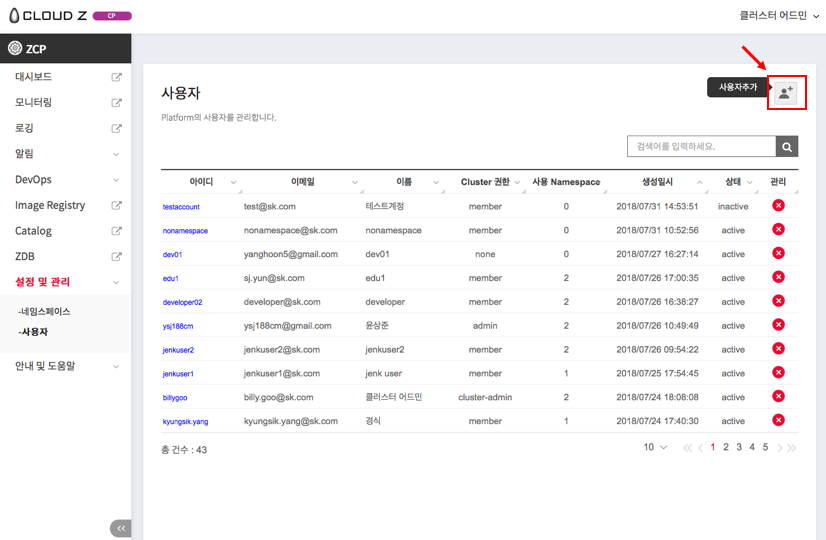 CLOUD Z CP
클러스터 어드민
ZCP
대시보드
모니터링
로깅
알림
DevOps
Image Registry
Catalog
ZDB
설정 및 관리
-네임스페이스
-사용자
안내 및 도움말
사용자
사용자추가
Platform의 사용자를 관리합니다.
검색어를 입력하세요.
아이디 이메일 이름 Cluster 권한 사용 Namespace 생성일시 상태 관리
testaccount test@sk.com 테스트계정 member 0 2018/07/31 14:53:51 inactive
nonamespace nonamespace@sk.com nonamespace member 0 2018/07/31 10:52:56 active
dev01 yanghoon5@gmail.com dev01 none 0 2018/07/27 16:27:14 active
edu1 sj.yun@sk.com edu1 member 2 2018/07/26 17:00:35 active
developer02 developer@sk.com developer member 2 2018/07/26 16:38:27 active
ysj188cm ysj188cm@gmail.com 윤상준 admin 2 2018/07/26 10:49:49 active
jenkuser2 jenkuser2@sk.com jenkuser2 member 2 2018/07/26 09:54:22 active
jenkuser1 jenkuser1@sk.com jenk user member 1 2018/07/25 17:54:45 active
billygoo billy.goo@sk.com 클러스터 어드민 cluster-admin 2 2018/07/24 18:08:08 active
kyungsik.yang kyungsik.yang@sk.com 경식 member 1 2018/07/24 17:40:30 active
총 건수 : 43
10 1 2 3 4 5